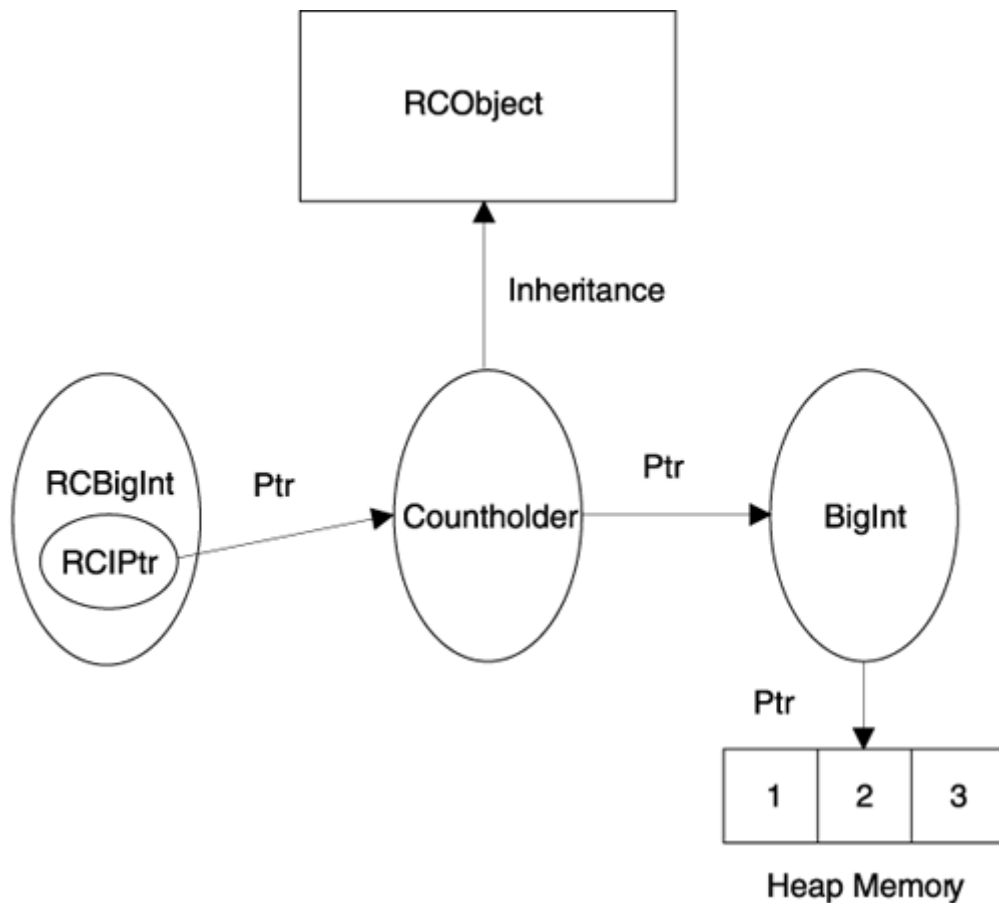 RCObject
Inheritance
RCBigInt
Ptr
RCIPtr
Countholder
Ptr
BigInt
Ptr
1 2 3
Heap Memory